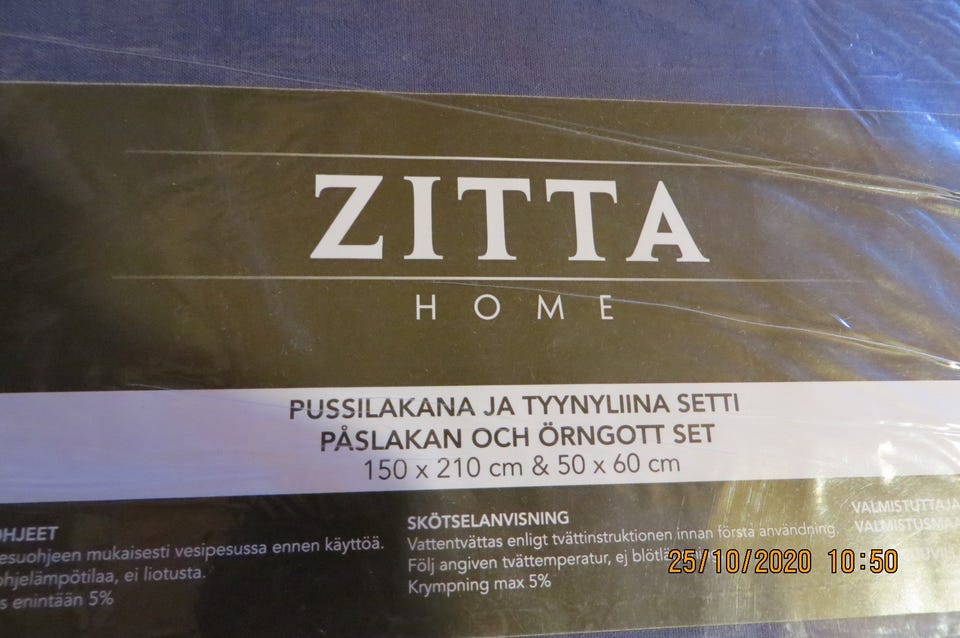 ZITTA
HOME
PUSSILAKANA JA TYYNYLIINA SETTI
PÅSLAKAN OCH ÖRNGOTT SET
150 x 210 cm & 50 x 60 cm
OHJEET
esuohjeen mukaisesti vesipesussa ennen käyttöä.
ohjelämpötilaa, ei liotusta.
s enintään 5%
SKÖTSELANVISNING
Vattentvättas enligt tvättinstruktionen innan första användning.
Följ angiven tvättemperatur, ej
Krympning max 5%
VALMISTUTTAJA
VALMISTUSMAA
25/10/2020 10:50